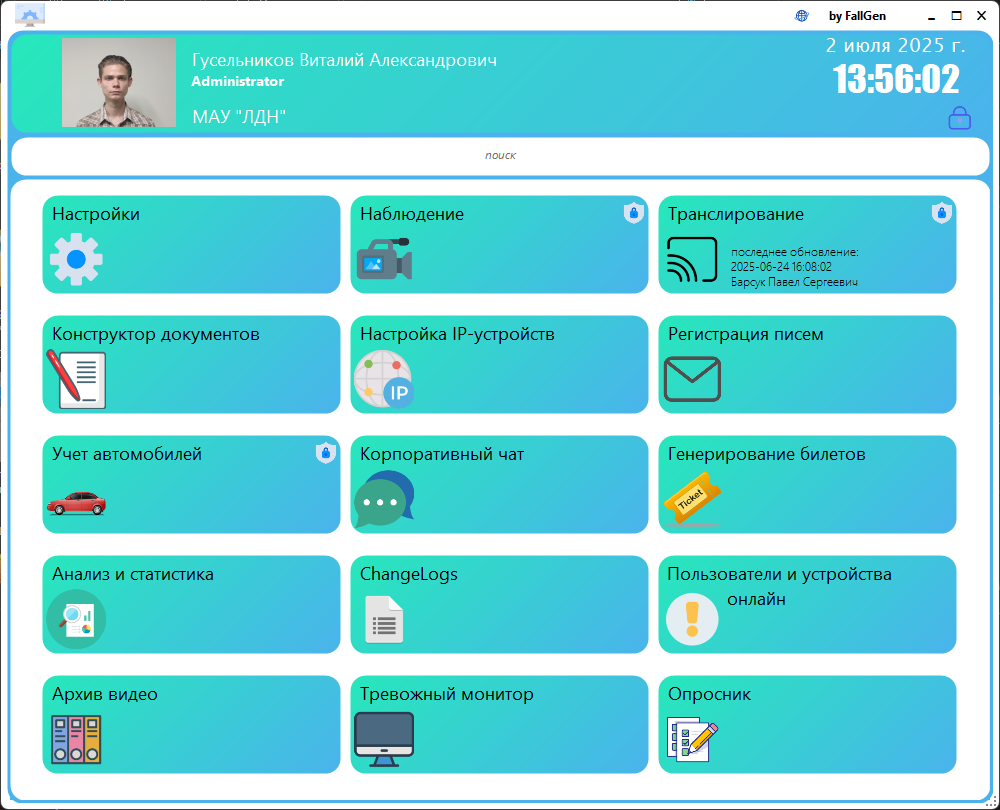 by FallGen
Гусельников Виталий Александрович
Administrator
МАУ "ЛДН"
2 июля 2025 г.
13:56:02
поиск
Настройки
Наблюдение
Транслирование
последнее обновление:
2025-06-24 16:08:02
Барсук Павел Сергеевич
Конструктор документов
Настройка IP-устройств
IP
Регистрация писем
Учет автомобилей
Корпоративный чат
Генерирование билетов
Ticket
Анализ и статистика
ChangeLogs
Пользователи и устройства
онлайн
Архив видео
Тревожный монитор
Опросник